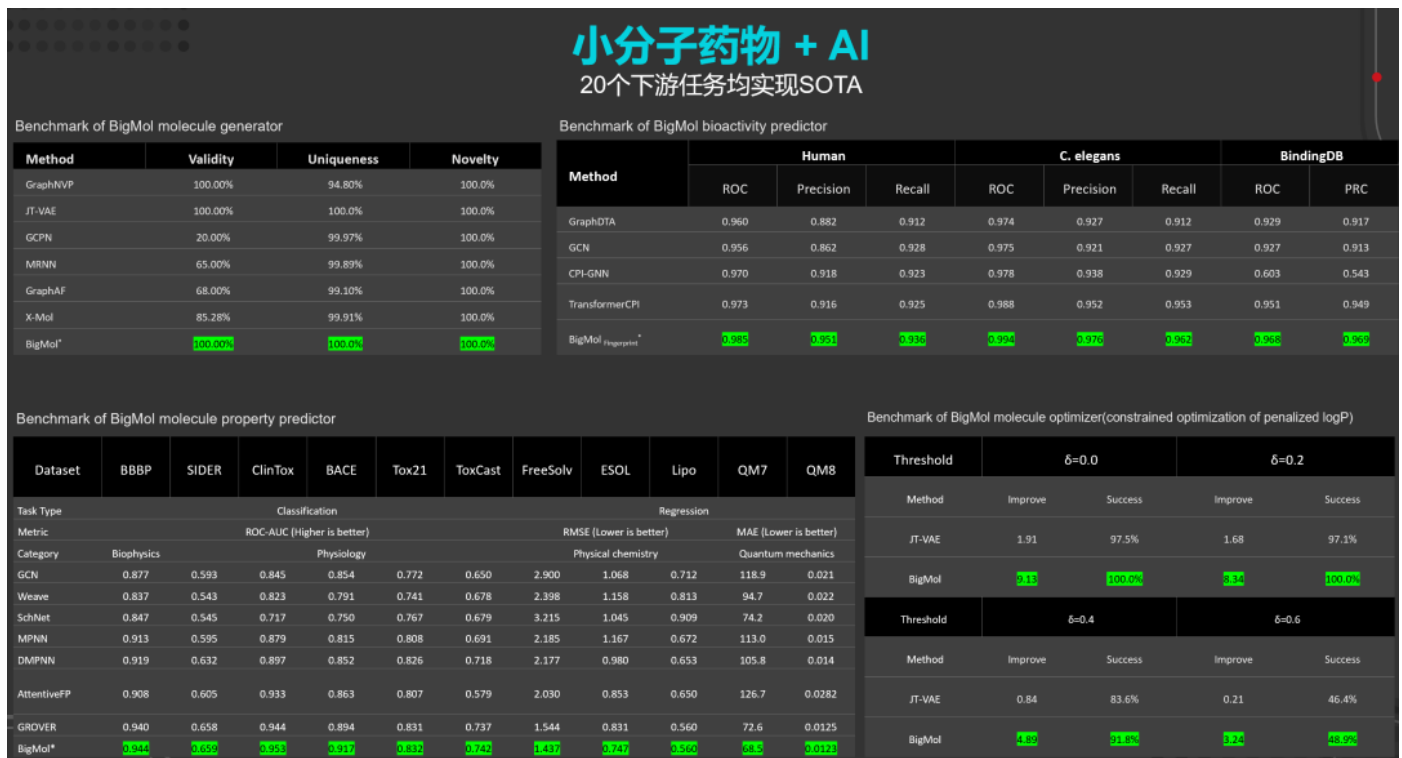 小分子药物 + AI
20个下游任务均实现SOTA
Benchmark of BigMol molecule generator
Method Validity Uniqueness Novelty
GraphNVP 100.00% 94.80% 100.0%
JT-VAE 100.00% 100.0% 100.0%
GCPN 20.00% 99.97% 100.0%
MRNN 65.00% 99.89% 100.0%
GraphAF 68.00% 99.10% 100.0%
X-Mol 85.28% 99.91% 100.0%
BigMol* 100.00% 100.0% 100.0%
Benchmark of BigMol bioactivity predictor
Method Human C. elegans BindingDB
ROC Precision Recall ROC Precision Recall ROC PRC
GraphDTA 0.960 0.882 0.912 0.974 0.927 0.912 0.929 0.917
GCN 0.956 0.862 0.928 0.975 0.921 0.927 0.927 0.913
CPI-GNN 0.970 0.918 0.923 0.978 0.938 0.929 0.603 0.543
TransformerCPI 0.973 0.916 0.925 0.988 0.952 0.953 0.951 0.949
BigMol Fingerprint* 0.985 0.951 0.936 0.994 0.976 0.962 0.968 0.969
Benchmark of BigMol molecule property predictor
Dataset BBBP SIDER ClinTox BACE Tox21 ToxCast FreeSolv ESOL Lipo QM7 QM8
Task Type Classification Regression
Metric ROC-AUC (Higher is better) RMSE (Lower is better) MAE (Lower is better)
Category Biophysics Physiology Physical chemistry Quantum mechanics
GCN 0.877 0.593 0.845 0.854 0.772 0.650 2.900 1.068 0.712 118.9 0.021
Weave 0.837 0.543 0.823 0.791 0.741 0.678 2.398 1.158 0.813 94.7 0.022
SchNet 0.847 0.545 0.717 0.750 0.767 0.679 3.215 1.045 0.909 74.2 0.020
MPNN 0.913 0.595 0.879 0.815 0.808 0.691 2.185 1.167 0.672 113.0 0.015
DMPNN 0.919 0.632 0.897 0.852 0.826 0.718 2.177 0.980 0.653 105.8 0.014
AttentiveFP 0.908 0.605 0.933 0.863 0.807 0.579 2.030 0.853 0.650 126.7 0.0282
GROVER 0.940 0.658 0.944 0.894 0.831 0.737 1.544 0.831 0.560 72.6 0.0125
BigMol* 0.944 0.659 0.953 0.917 0.832 0.742 1.437 0.747 0.560 68.5 0.0123
Benchmark of BigMol molecule optimizer(constrained optimization of penalized logP)
Threshold δ=0.0 δ=0.2
Method Improve Success Improve Success
JT-VAE 1.91 97.5% 1.68 97.1%
BigMol 9.13 100.0% 8.34 100.0%
Threshold δ=0.4 δ=0.6
Method Improve Success Improve Success
JT-VAE 0.84 83.6% 0.21 46.4%
BigMol 4.89 91.8% 3.24 48.9%